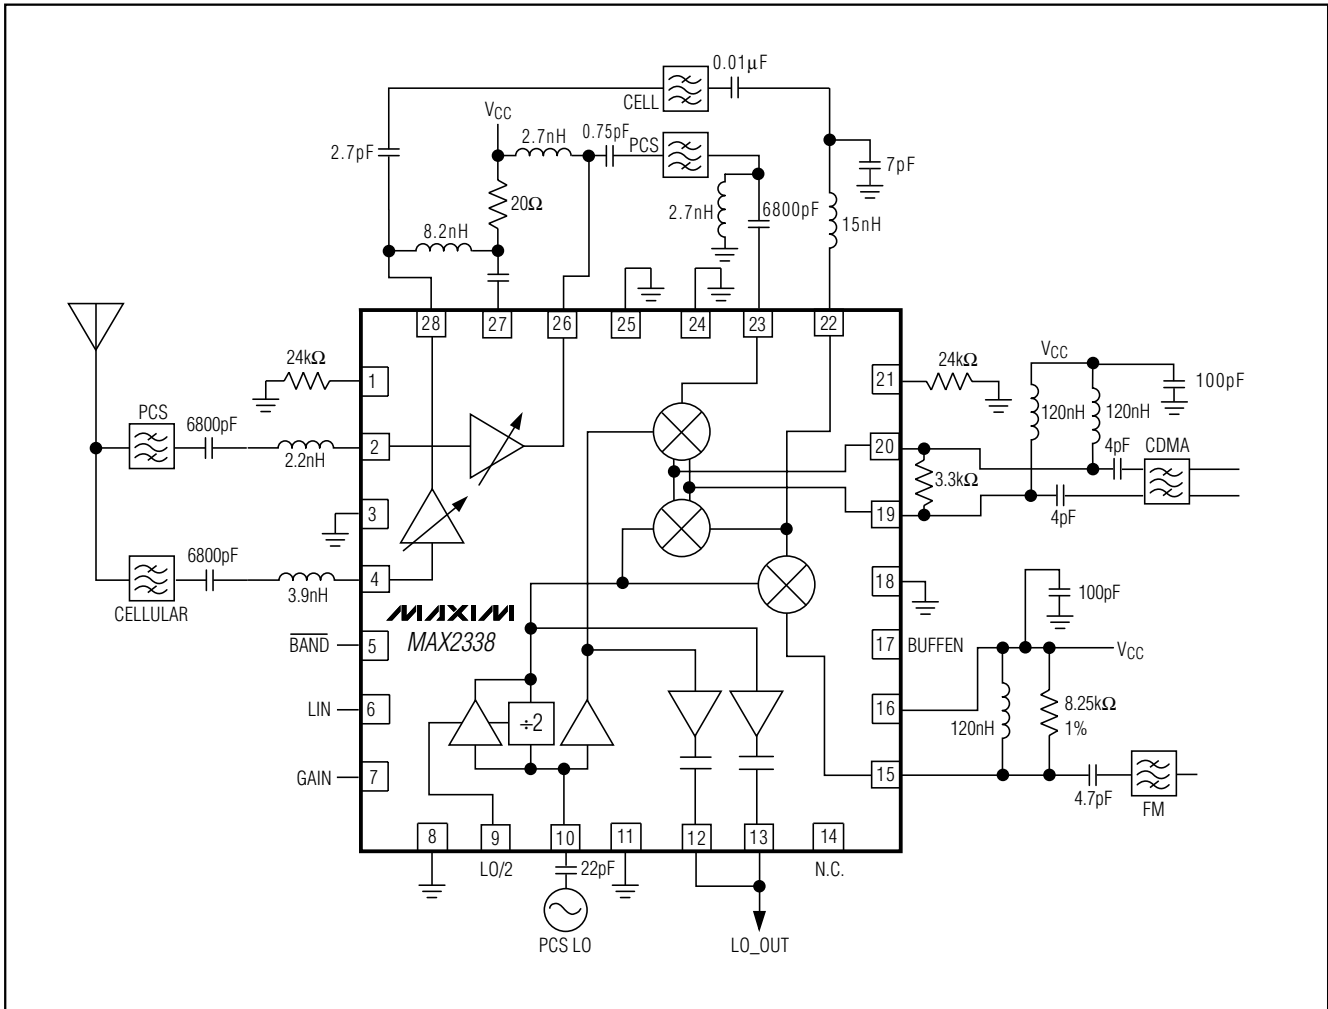 0.01µF
CELL
VCC
2.7nH
0.75pF
PCS
2.7pF
7pF
20Ω
2.7nH
6800pF
15nH
8.2nH
28
27
26
25
24
23
22
24kΩ
1
21
24kΩ
VCC
100pF
PCS
6800pF
120nH
120nH
2
2.2nH
20
4pF
CDMA
3.3kΩ
3
19
4pF
6800pF
4
3.9nH
CELLULAR
18
100pF
MAXIM
MAX2338
BAND
5
17
BUFFEN
VCC
LIN
6
16
8.25kΩ
1%
120nH
÷2
GAIN
7
15
4.7pF
FM
8
9
10
11
12
13
14
LO/2
22pF
N.C.
PCS LO
LO_OUT